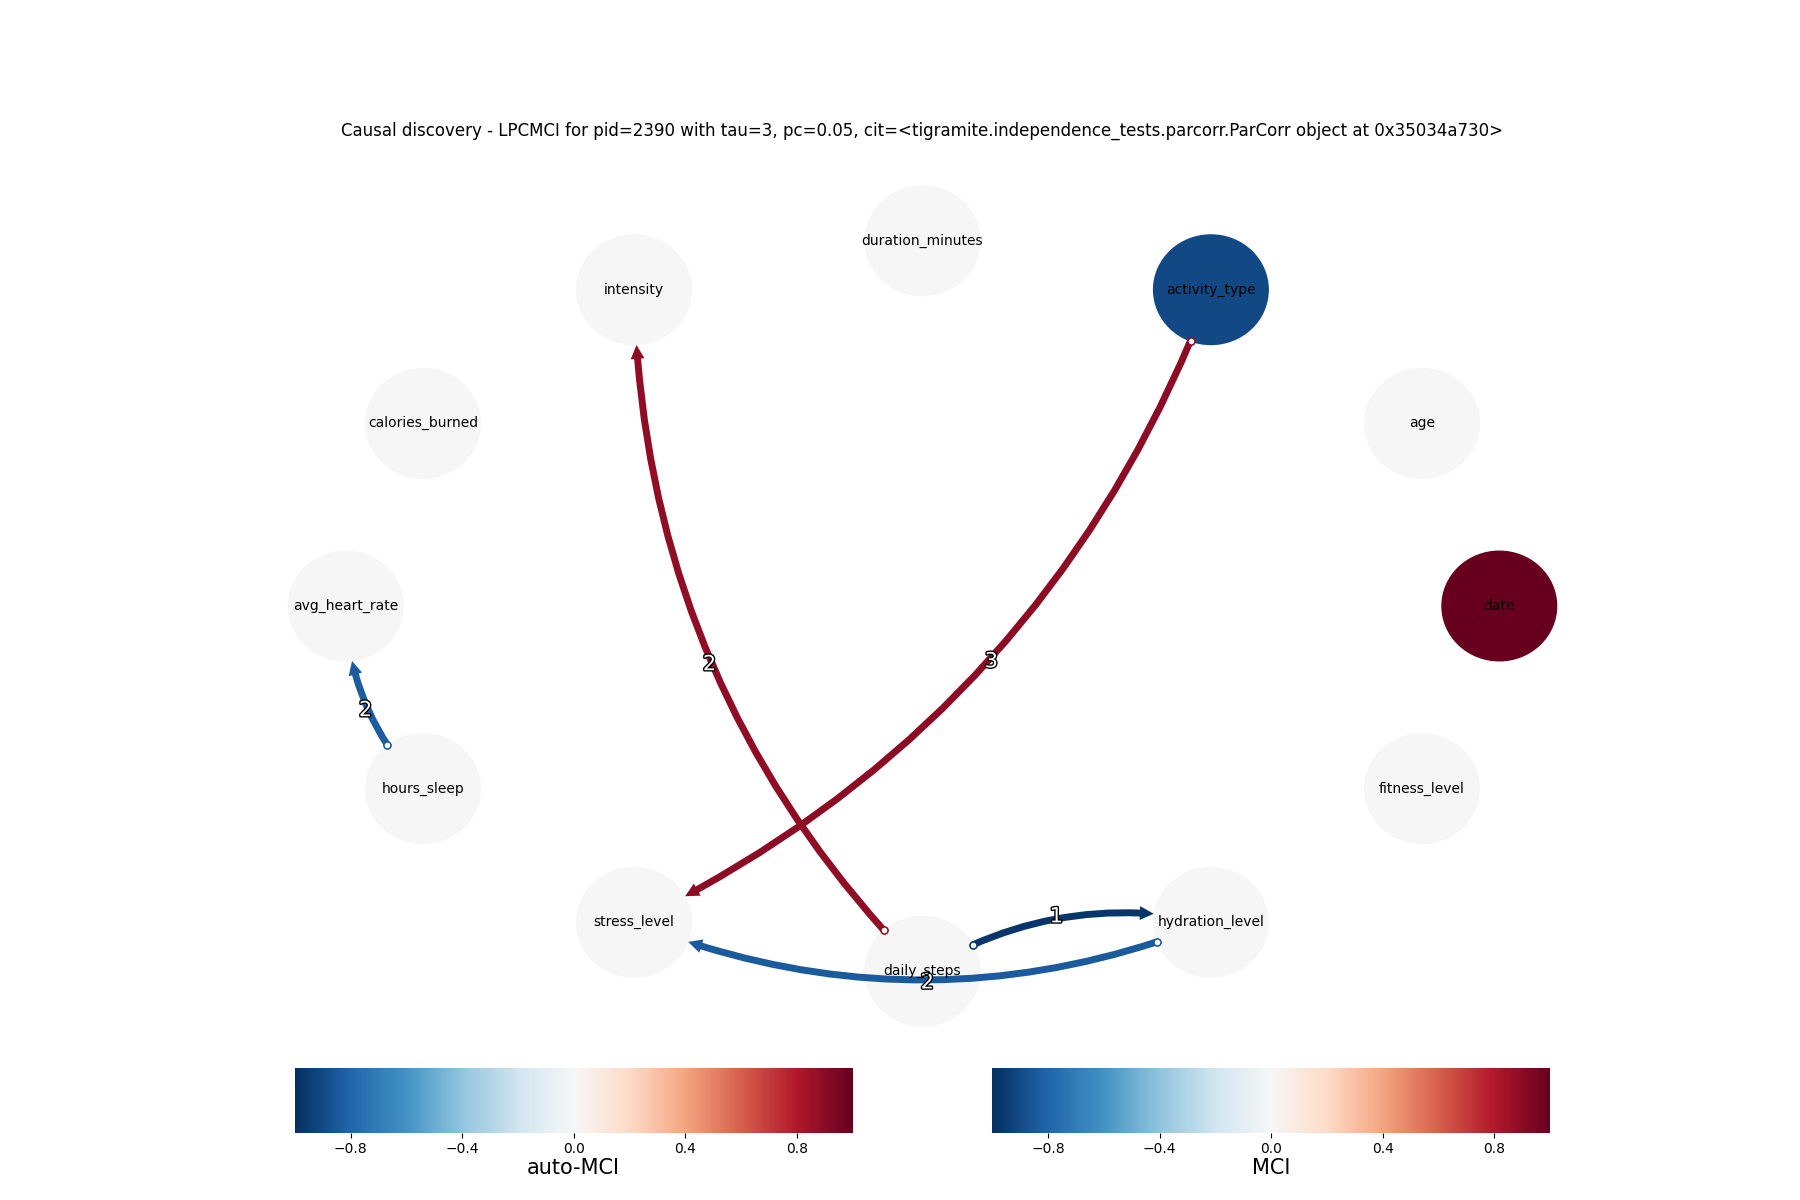 Causal discovery - LPCMCI for pid=2390 with tau=3, pc=0.05, cit=<tigramite.independence_tests.parcorr.ParCorr object at 0x35034a730>
duration_minutes
intensity
activity_type
calories_burned
age
avg_heart_rate
date
2
3
2
hours_sleep
fitness_level
stress_level
1
hydration_level
daily_steps
2
−0.8 −0.4 0.0 0.4 0.8
auto-MCI
−0.8 −0.4 0.0 0.4 0.8
MCI